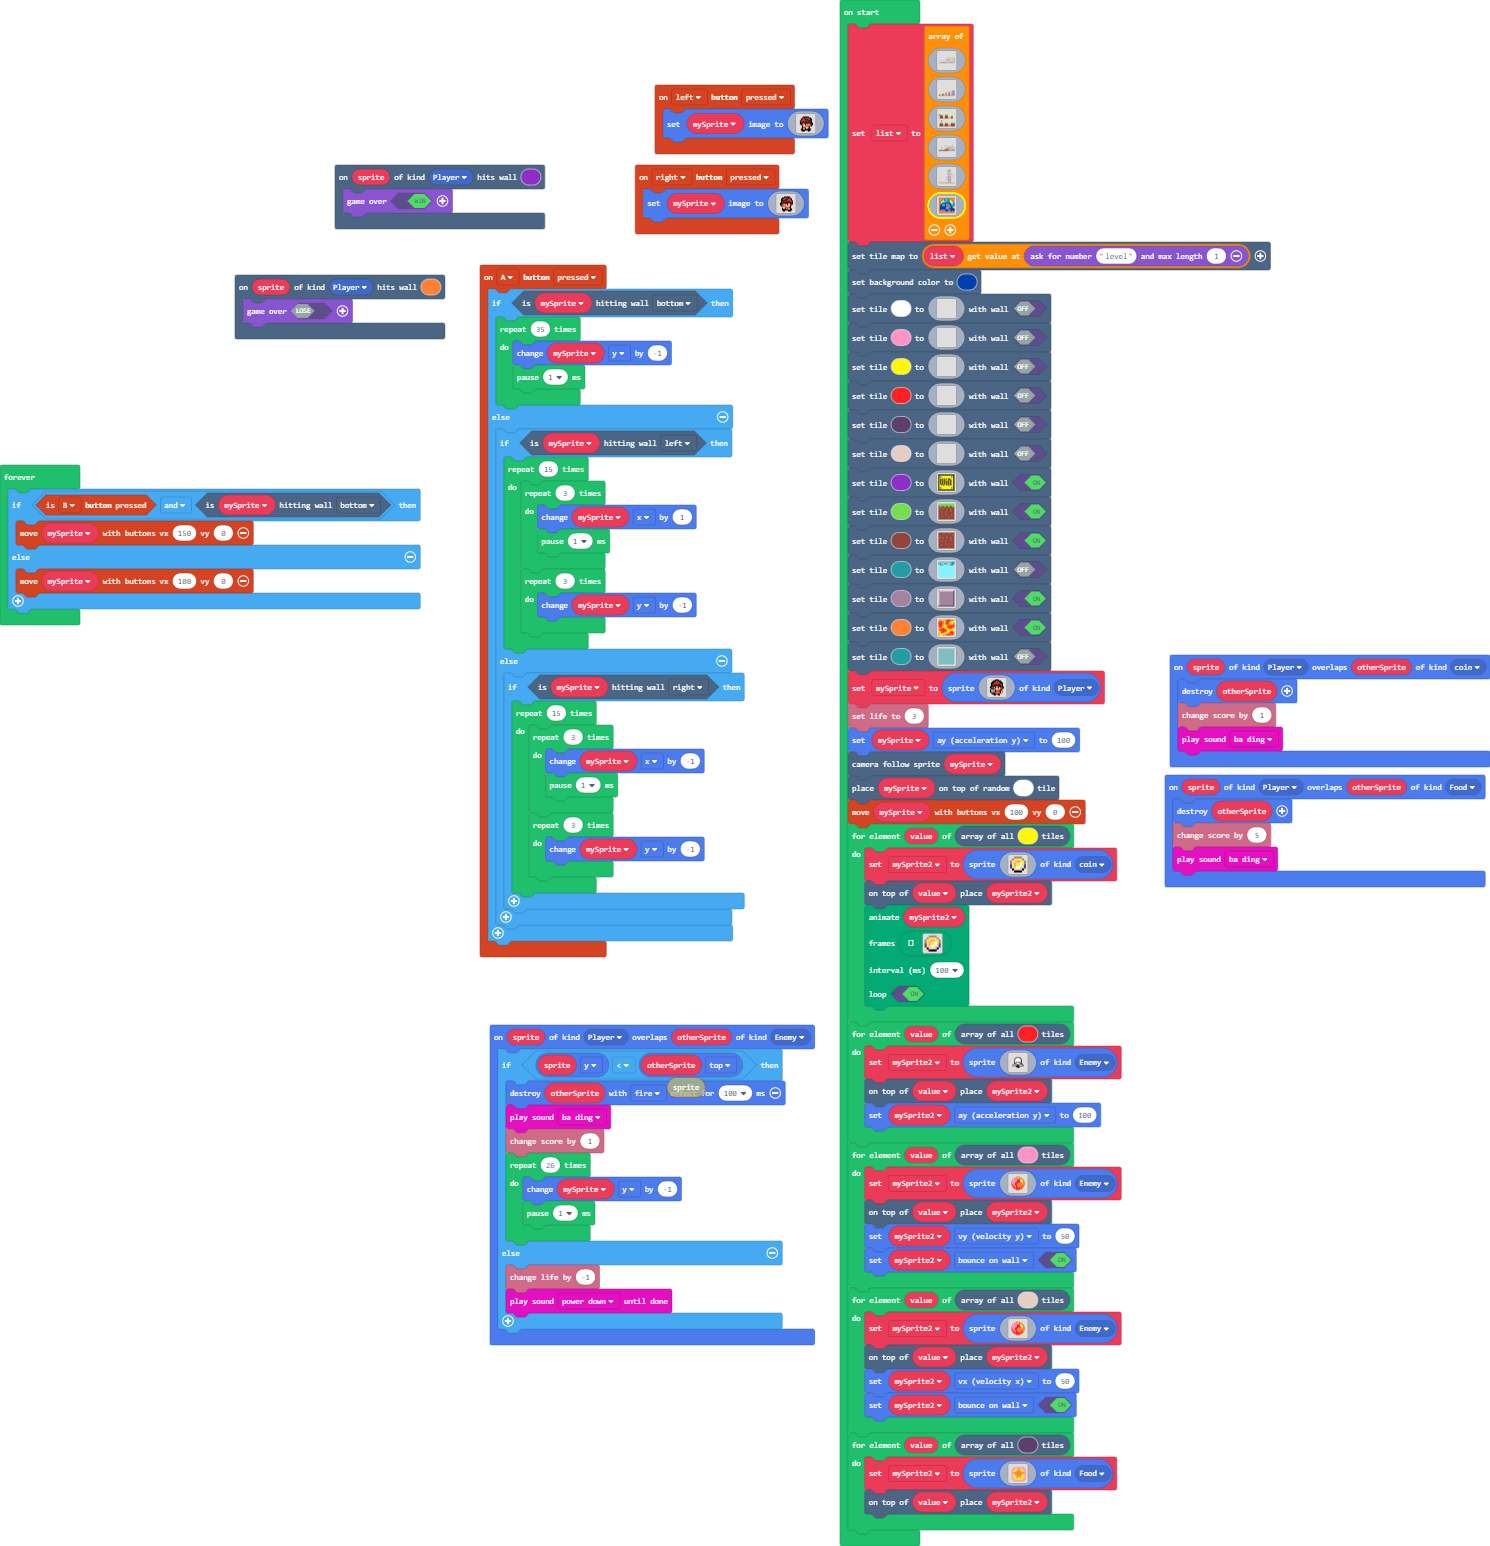 on left button pressed
set mySprite image to
on right button pressed
set mySprite image to
on sprite of kind Player hits wall
game over WIN
on sprite of kind Player hits wall
game over LOSE
forever
if is B button pressed and is mySprite hitting wall bottom then
move mySprite with buttons vx 150 vy 0
else
move mySprite with buttons vx 100 vy 0
on A button pressed
if is mySprite hitting wall bottom then
repeat 35 times
do change mySprite y by -1
pause 1 ms
else
if is mySprite hitting wall left then
repeat 15 times
do repeat 3 times
do change mySprite x by 1
pause 1 ms
repeat 3 times
do change mySprite y by -1
else
if is mySprite hitting wall right then
repeat 15 times
do repeat 3 times
do change mySprite x by -1
pause 1 ms
repeat 3 times
do change mySprite y by -1
on sprite of kind Player overlaps otherSprite of kind Enemy
if sprite y < otherSprite top then
sprite
destroy otherSprite with fire for 100 ms
play sound ba ding
change score by 1
repeat 26 times
do change mySprite y by -1
pause 1 ms
else
change life by -1
play sound power down until done
on start
set list to array of
set tile map to list get value at ask for number "level" and max length 1
set background color to
set tile to with wall OFF
set tile to with wall OFF
set tile to with wall OFF
set tile to with wall OFF
set tile to with wall OFF
set tile to with wall OFF
set tile to WIN with wall ON
set tile to with wall ON
set tile to with wall ON
set tile to with wall OFF
set tile to with wall ON
set tile to with wall ON
set tile to with wall OFF
set mySprite to sprite of kind Player
set life to 3
set mySprite ay (acceleration y) to 100
camera follow sprite mySprite
place mySprite on top of random tile
move mySprite with buttons vx 100 vy 0
for element value of array of all tiles
do set mySprite2 to sprite of kind coin
on top of value place mySprite2
animate mySprite2
frames
interval (ms) 100
loop ON
for element value of array of all tiles
do set mySprite2 to sprite of kind Enemy
on top of value place mySprite2
set mySprite2 ay (acceleration y) to 100
for element value of array of all tiles
do set mySprite2 to sprite of kind Enemy
on top of value place mySprite2
set mySprite2 vy (velocity y) to 50
set mySprite2 bounce on wall ON
for element value of array of all tiles
do set mySprite2 to sprite of kind Enemy
on top of value place mySprite2
set mySprite2 vx (velocity x) to 50
set mySprite2 bounce on wall ON
for element value of array of all tiles
do set mySprite2 to sprite of kind Food
on top of value place mySprite2
on sprite of kind Player overlaps otherSprite of kind coin
destroy otherSprite
change score by 1
play sound ba ding
on sprite of kind Player overlaps otherSprite of kind Food
destroy otherSprite
change score by 5
play sound ba ding